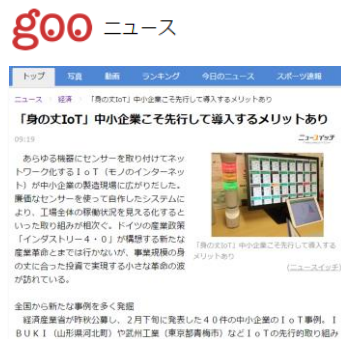 goo ニュース
トップ 写真 動画 ランキング 今日のニュース スポーツ速報
ニュース 経済 「身の丈IoT」中小企業こそ先行して導入するメリットあり
「身の丈IoT」中小企業こそ先行して導入するメリットあり
09:19
ニュースイッチ
あらゆる機器にセンサーを取り付けてネッ
トワーク化するIoT（モノのインターネッ
ト）が中小企業の製造現場に広がりだした。
廉価なセンサーを使って自作したシステムに
より、工場全体の稼働状況を見える化すると
いった取り組みが相次ぐ。ドイツの産業政策
「インダストリー４・０」が構想する新たな
産業革命とまでは行かないが、事業規模の身
の丈に合った投資で実現する小さな革命の波
が訪れている。
「身の丈IoT」中小企業こそ先行して導入する
メリットあり
(ニュースイッチ)
全国から新たな事例を多く発掘
経済産業省が昨秋公募し、２月下旬に発表した４０件の中小企業のIoT事例。I
BUKI（山形県河北町）や武州工業（東京都青梅市）などIoTの先行的取り組み